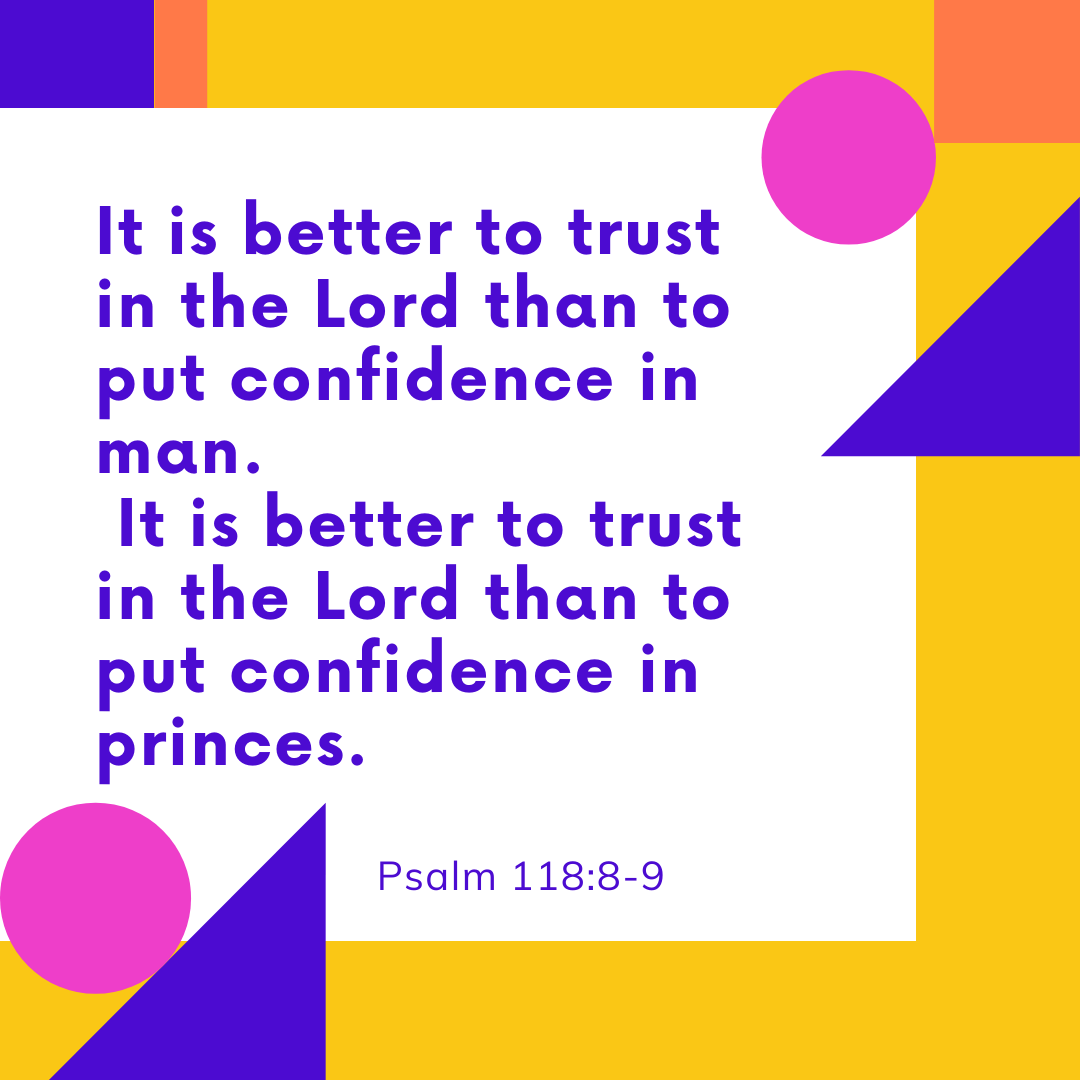 It is better to trust
in the Lord than to
put confidence in
man.
It is better to trust
in the Lord than to
put confidence in
princes.
Psalm 118:8-9